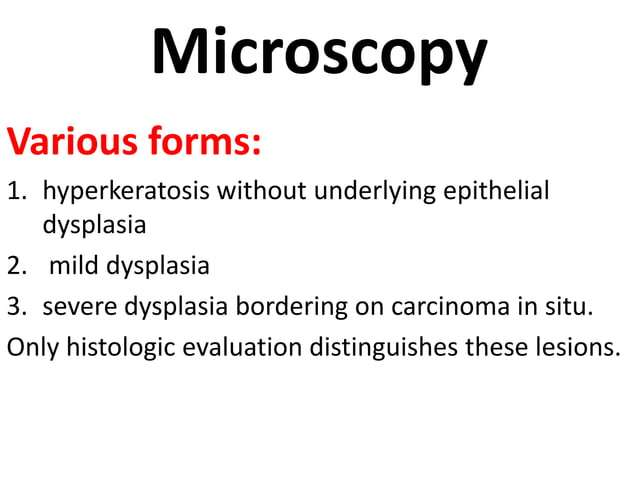 Microscopy
Various forms:
1. hyperkeratosis without underlying epithelial
dysplasia
2. mild dysplasia
3. severe dysplasia bordering on carcinoma in situ.
Only histologic evaluation distinguishes these lesions.